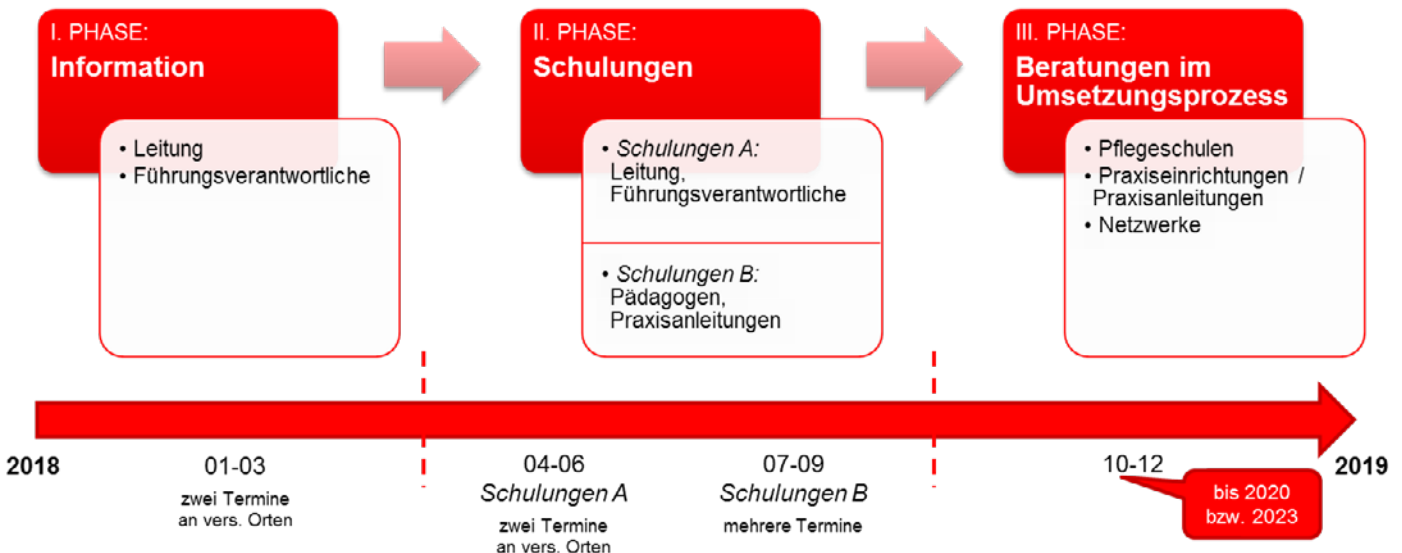 I. PHASE:
Information
• Leitung
• Führungsverantwortliche
II. PHASE:
Schulungen
• Schulungen A:
Leitung,
Führungsverantwortliche
• Schulungen B:
Pädagogen,
Praxisanleitungen
III. PHASE:
Beratungen im
Umsetzungsprozess
• Pflegeschulen
• Praxiseinrichtungen /
Praxisanleitungen
• Netzwerke
2018
01-03
zwei Termine
an vers. Orten
04-06
Schulungen A
zwei Termine
an vers. Orten
07-09
Schulungen B
mehrere Termine
10-12
bis 2020
bzw. 2023
2019